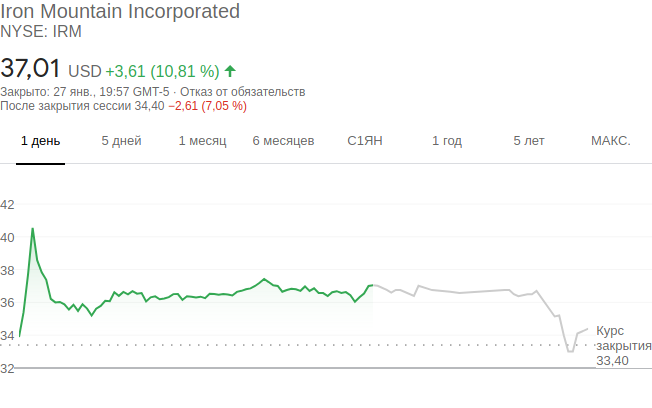 Iron Mountain Incorporated
NYSE: IRM
37,01 USD +3,61 (10,81 %)
Закрыто: 27 янв., 19:57 GMT-5 · Отказ от обязательств
После закрытия сессии 34,40 −2,61 (7,05 %)
1 день 5 дней 1 месяц 6 месяцев С1ЯН 1 год 5 лет МАКС.
42
40
38
36
34
32
Курс
закрытия
33,40